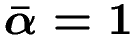 ᾱ = 1